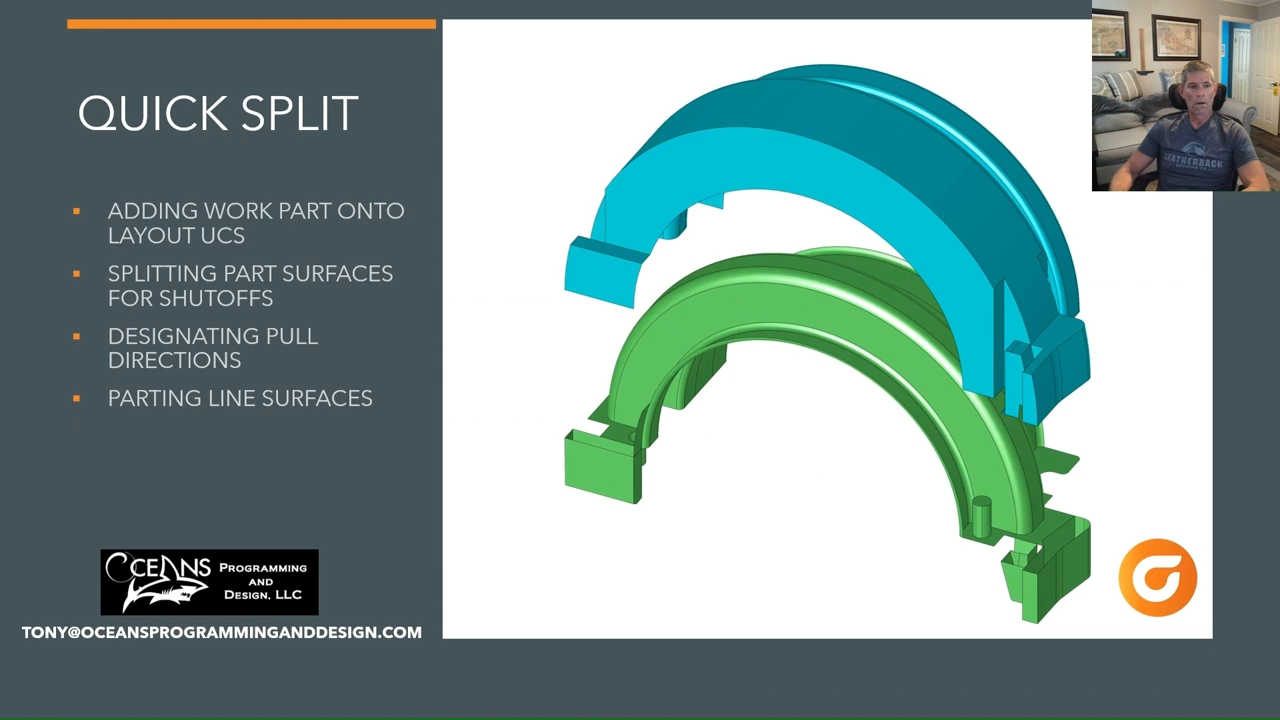 QUICK SPLIT
ADDING WORK PART ONTO
LAYOUT UCS
SPLITTING PART SURFACES
FOR SHUTOFFS
DESIGNATING PULL
DIRECTIONS
PARTING LINE SURFACES
OCEANS
PROGRAMMING
AND
DESIGN, LLC
TONY@OCEANSPROGRAMMINGANDDESIGN.COM
LEATHERBACK